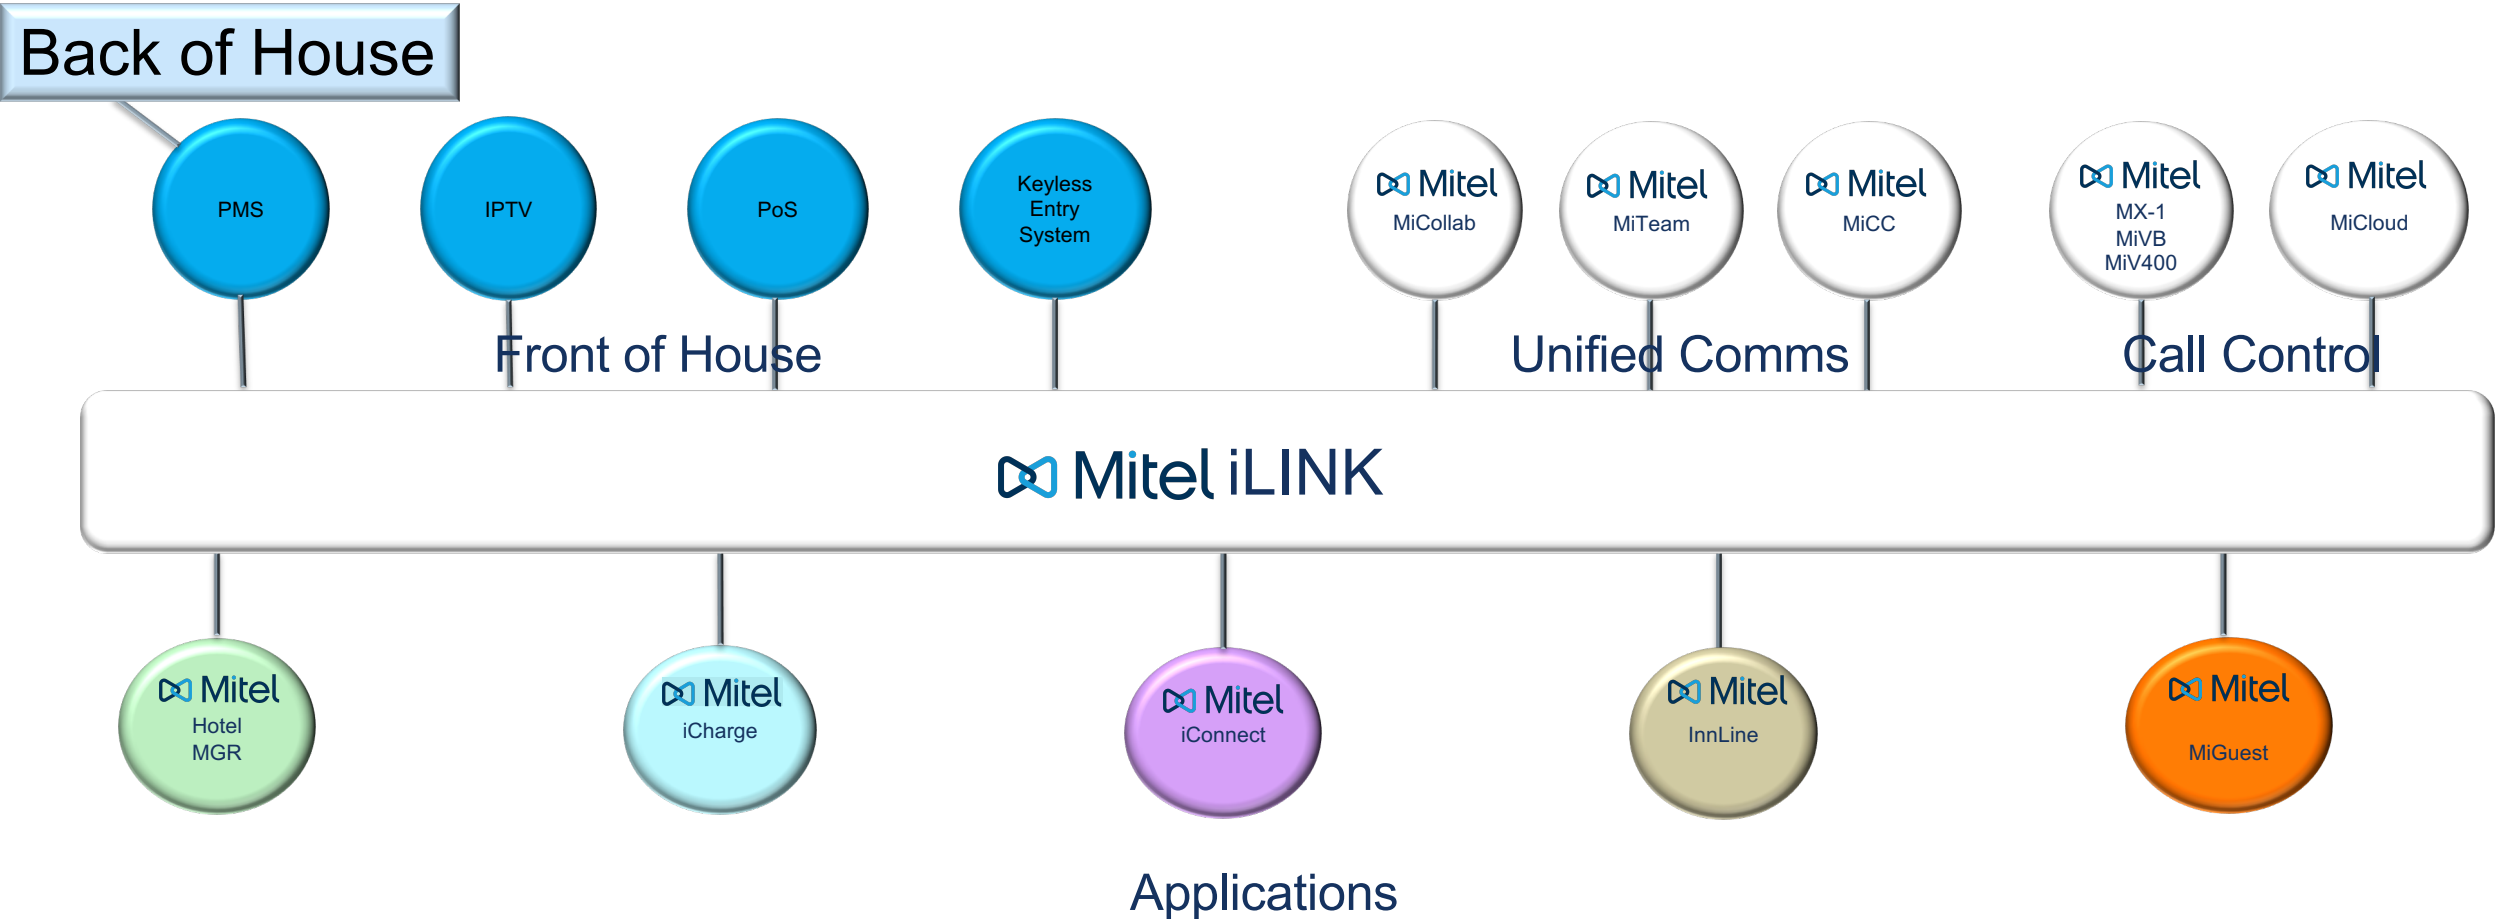 Back of House
PMS
IPTV
PoS
Keyless
Entry
System
Mitel
MiCollab
Mitel
MiTeam
Mitel
MiCC
Mitel
MX-1
MiVB
MiV400
Mitel
MiCloud
Front of House
Unified Comms
Call Control
Mitel iLINK
Mitel
Hotel
MGR
Mitel
iCharge
Mitel
iConnect
Mitel
InnLine
Mitel
MiGuest
Applications